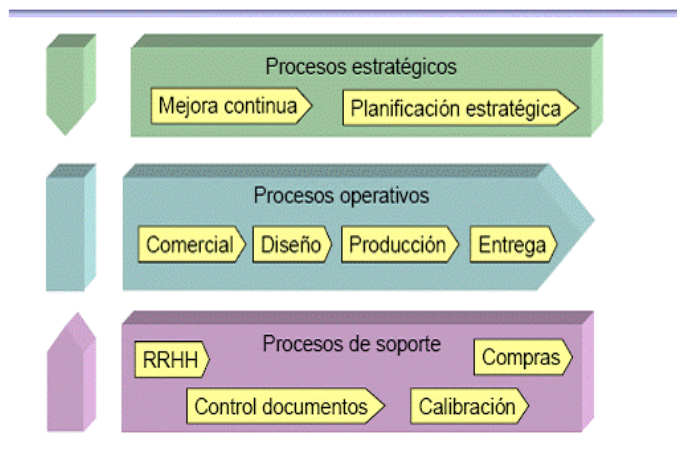 Procesos estratégicos
Mejora continua
Planificación estratégica
Procesos operativos
Comercial
Diseño
Producción
Entrega
Procesos de soporte
RRHH
Compras
Control documentos
Calibración